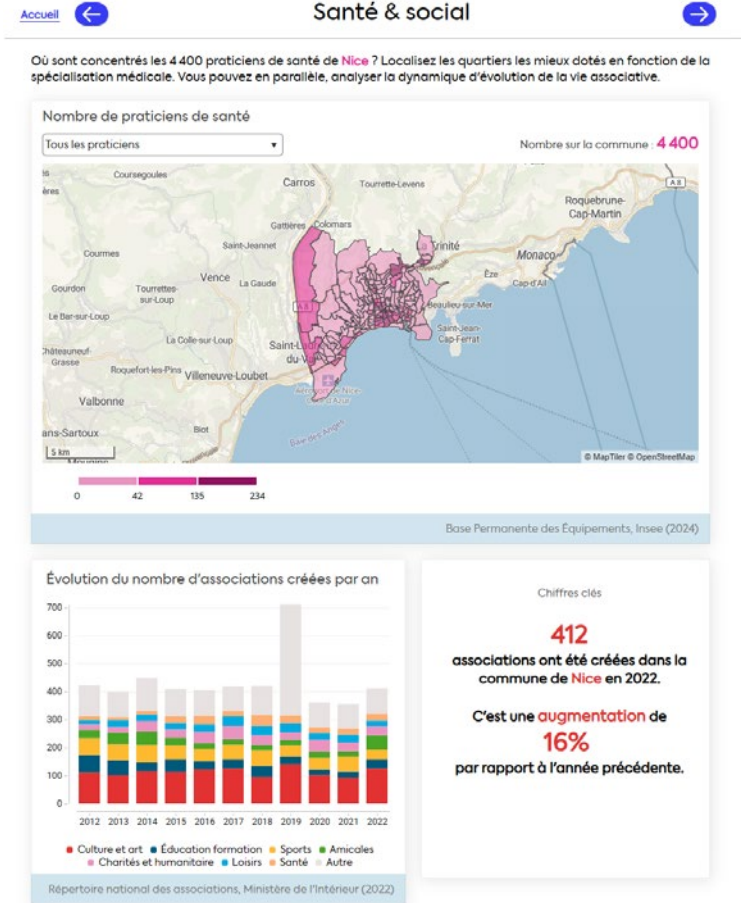 Accueil
Santé & social
Où sont concentrés les 4 400 praticiens de santé de Nice ? Localisez les quartiers les mieux dotés en fonction de la
spécialisation médicale. Vous pouvez en parallèle, analyser la dynamique d'évolution de la vie associative.
Nombre de praticiens de santé
Tous les praticiens
Nombre sur la commune : 4 400
Coursegoules
Carros
Tourrette-Levens
A 8
Roquebrune-
Cap-Martin
Gattières
Colomars
Saint-Jeannet
La Trinité
Courmes
Monaco
Vence
La Gaude
Èze
Cap-d'Ail
Gourdon
Tourrettes-
sur-Loup
A 8
Beaulieu-sur-Mer
Le Bar-sur-Loup
Saint-Jean-
Cap-Ferrat
La Colle-sur-Loup
Châteauneuf-
Grasse
Roquefort-les-Pins
Villeneuve-Loubet
Valbonne
Biot
Baie des Anges
5 km
© MapTiler © OpenStreetMap
0 42 135 234
Base Permanente des Équipements, Insee (2024)
Évolution du nombre d'associations créées par an
700
600
500
400
300
200
100
0
2012 2013 2014 2015 2016 2017 2018 2019 2020 2021 2022
Culture et art Éducation formation Sports Amicales
Charités et humanitaire Loisirs Santé Autre
Répertoire national des associations, Ministère de l'Intérieur (2022)
Chiffres clés
412
associations ont été créées dans la
commune de Nice en 2022.
C'est une augmentation de
16%
par rapport à l'année précédente.